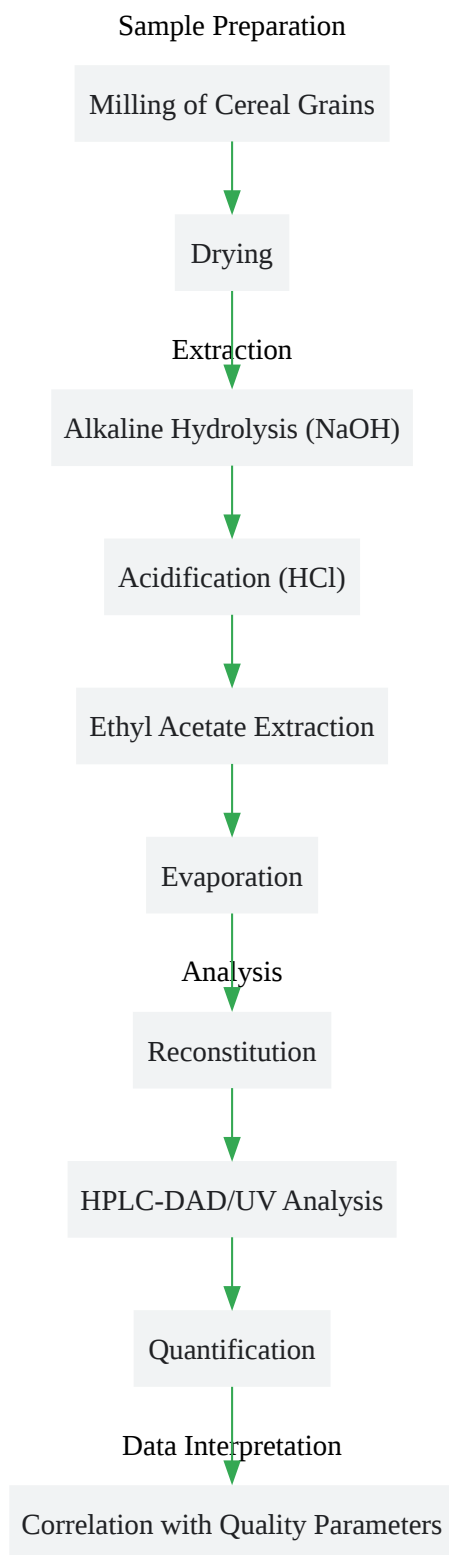 Sample Preparation
Milling of Cereal Grains
Drying
Extraction
Alkaline Hydrolysis (NaOH)
Acidification (HCl)
Ethyl Acetate Extraction
Evaporation
Analysis
Reconstitution
HPLC-DAD/UV Analysis
Quantification
Data Interpretation
Correlation with Quality Parameters